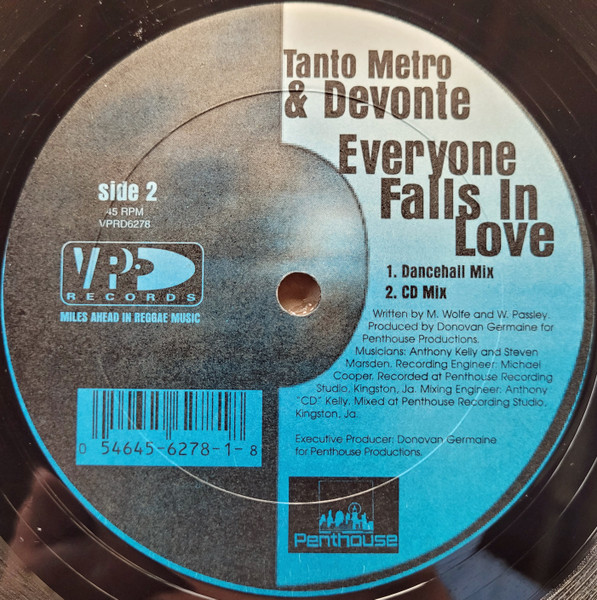 Tanto Metro
& Devonte
Everyone
Falls In
Love
side 2
45 RPM
VPRD6278
VP
RECORDS
MILES AHEAD IN REGGAE MUSIC
1. Dancehall Mix
2. CD Mix
Written by M. Wolfe and W. Passley.
Produced by Donovan Germaine for
Penthouse Productions.
Musicians: Anthony Kelly and Steven
Marsden. Recording Engineer: Michael
Cooper. Recorded at Penthouse Recording
Studio, Kingston, Ja. Mixing Engineer: Anthony
"CD" Kelly. Mixed at Penthouse Recording Studio,
Kingston, Ja.
Executive Producer: Donovan Germaine
for Penthouse Productions.
0 54645-6278-1-8
Penthouse